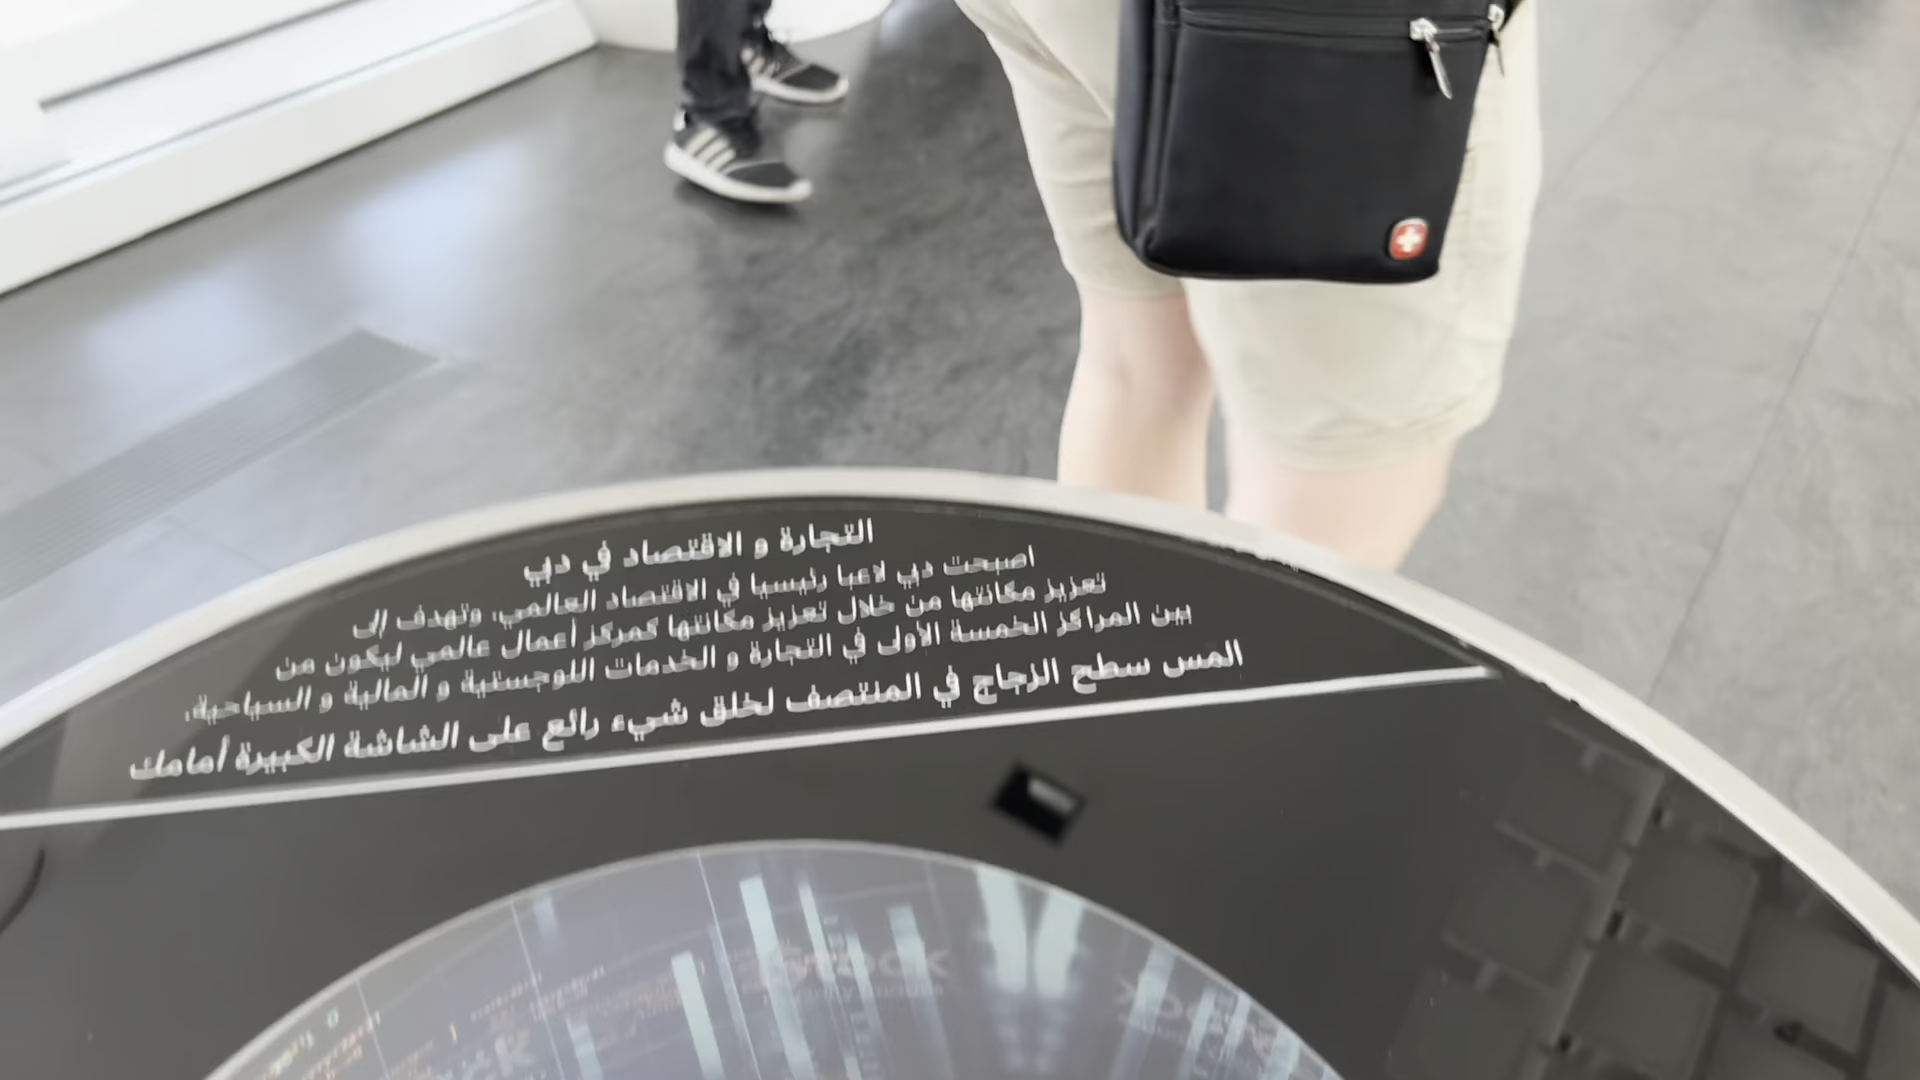 التجارة و الاقتصاد في دبي
اصبحت دبي لاعبا رئيسيا في الاقتصاد العالمي، وتهدف إلى
تعزيز مكانتها من خلال تعزيز مكانتها كمركز أعمال عالمي ليكون من
بين المراكز الخمسة الأولى في التجارة و الخدمات اللوجستية و المالية و السياحية.
المس سطح الزجاج في المنتصف لخلق شيء رائع على الشاشة الكبيرة أمامك
STOCK